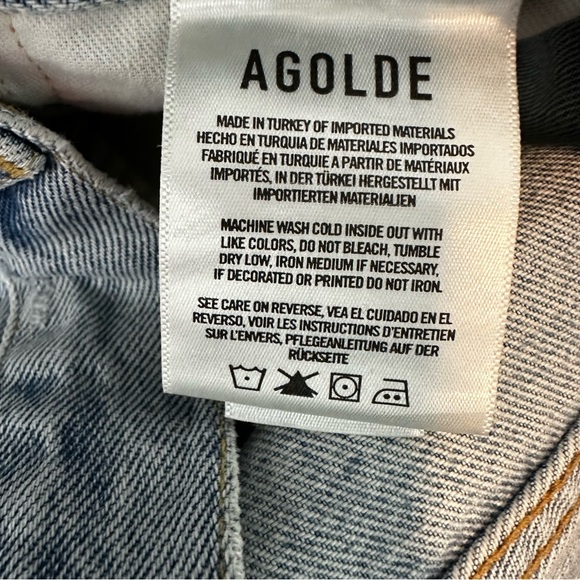 AGOLDE
MADE IN TURKEY OF IMPORTED MATERIALS
HECHO EN TURQUIA DE MATERIALES IMPORTADOS
FABRIQUÉ EN TURQUIE A PARTIR DE MATÉRIAUX
IMPORTÉS, IN DER TÜRKEI HERGESTELLT MIT
IMPORTIERTEN MATERIALIEN
MACHINE WASH COLD INSIDE OUT WITH
LIKE COLORS, DO NOT BLEACH, TUMBLE
DRY LOW, IRON MEDIUM IF NECESSARY,
IF DECORATED OR PRINTED DO NOT IRON.
SEE CARE ON REVERSE, VEA EL CUIDADO EN EL
REVERSO, VOIR LES INSTRUCTIONS D'ENTRETIEN
SUR L'ENVERS, PFLEGEANLEITUNG AUF DER
RÜCKSEITE